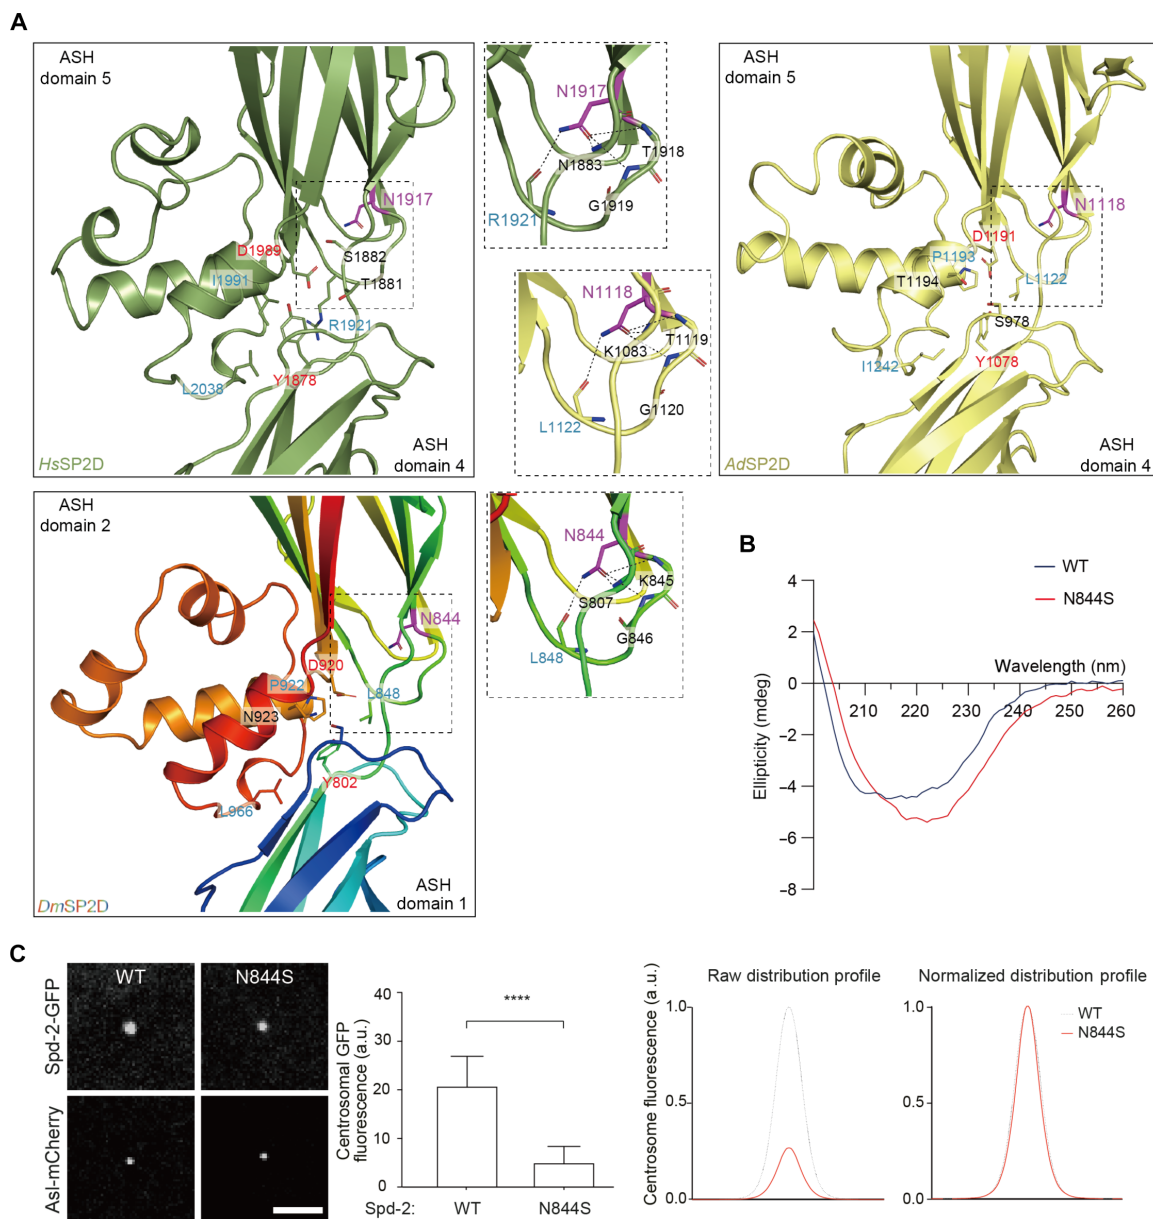 A
ASH
domain 5
N1917
D1989
S1882
I1991
T1881
R1921
L2038
Y1878
ASH
domain 4
HsSP2D
N1917
T1918
N1883
G1919
R1921
N1118
T1119
K1083
G1120
L1122
ASH
domain 5
N1118
D1191
P1193
T1194
L1122
S978
I1242
Y1078
ASH
domain 4
AdSP2D
ASH
domain 2
N844
D920
P922
L848
N923
Y802
L966
ASH
domain 1
DmSP2D
N844
K845
S807
G846
L848
B
WT
N844S
Wavelength (nm)
Ellipticity (mdeg)
4
2
0
−2
−4
−6
−8
210
220
230
240
250
260
C
WT
N844S
Spd-2-GFP
Asl-mCherry
Centrosomal GFP
fluorescence (a.u.)
40
30
20
10
0
****
Spd-2:
WT
N844S
Raw distribution profile
Normalized distribution profile
Centrosome fluorescence (a.u.)
1.0
0.5
0.0
1.0
0.5
0.0
WT
N844S